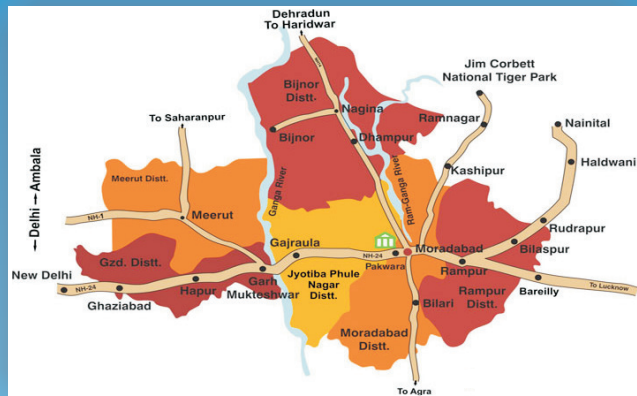 Dehradun
To Haridwar
Jim Corbett
National Tiger Park
Bijnor
Distt.
Nagina
Ramnagar
Nainital
To Saharanpur
Bijnor
Dhampur
Haldwani
Kashipur
Ram-Ganga River
Meerut Distt.
Ganga River
← Delhi → Ambala
NH-1
Meerut
Rudrapur
Gajraula
NH-24
Moradabad
Bilaspur
Gzd. Distt.
Pakwara
Rampur
New Delhi
NH-24
Hapur
Garh
Mukteshwar
Jyotiba Phule
Nagar
Distt.
Bareilly
To Lucknow
Ghaziabad
Bilari
Rampur
Distt.
Moradabad
Distt.
To Agra